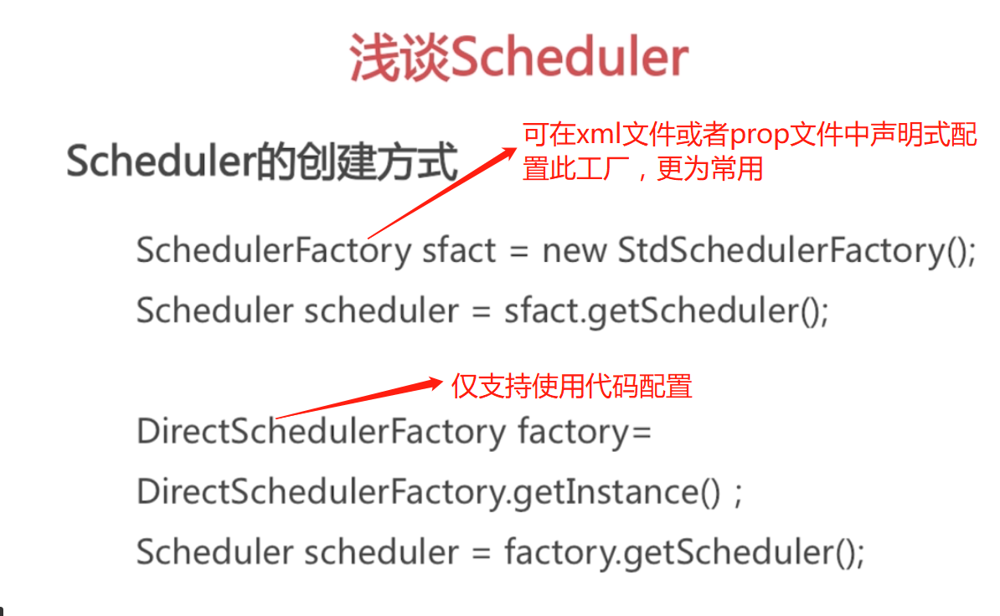 浅谈Scheduler
可在xml文件或者prop文件中声明式配
置此工厂，更为常用
Scheduler的创建方式
SchedulerFactory sfact = new StdSchedulerFactory();
Scheduler scheduler = sfact.getScheduler();
仅支持使用代码配置
DirectSchedulerFactory factory=
DirectSchedulerFactory.getInstance() ;
Scheduler scheduler = factory.getScheduler();